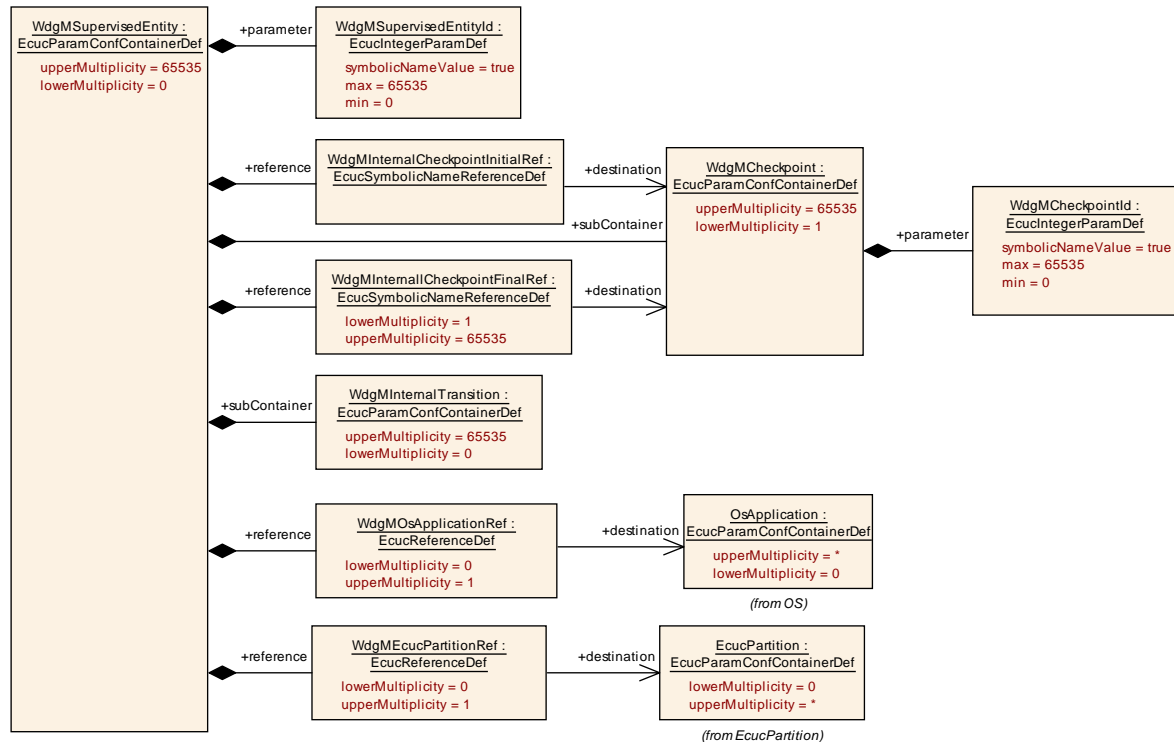 WdgMSupervisedEntity :
EcucParamConfContainerDef
upperMultiplicity = 65535
lowerMultiplicity = 0
+parameter
WdgMSupervisedEntityId :
EcucIntegerParamDef
symbolicNameValue = true
max = 65535
min = 0
+reference
WdgMInternalCheckpointInitialRef :
EcucSymbolicNameReferenceDef
+destination
WdgMCheckpoint :
EcucParamConfContainerDef
upperMultiplicity = 65535
lowerMultiplicity = 1
+subContainer
+parameter
WdgMCheckpointId :
EcucIntegerParamDef
symbolicNameValue = true
max = 65535
min = 0
+reference
WdgMInternallCheckpointFinalRef :
EcucSymbolicNameReferenceDef
lowerMultiplicity = 1
upperMultiplicity = 65535
+destination
+subContainer
WdgMInternalTransition :
EcucParamConfContainerDef
upperMultiplicity = 65535
lowerMultiplicity = 0
+reference
WdgMOsApplicationRef :
EcucReferenceDef
lowerMultiplicity = 0
upperMultiplicity = 1
+destination
OsApplication :
EcucParamConfContainerDef
upperMultiplicity = *
lowerMultiplicity = 0
(from OS)
+reference
WdgMEcucPartitionRef :
EcucReferenceDef
lowerMultiplicity = 0
upperMultiplicity = 1
+destination
EcucPartition :
EcucParamConfContainerDef
lowerMultiplicity = 0
upperMultiplicity = *
(from EcucPartition)